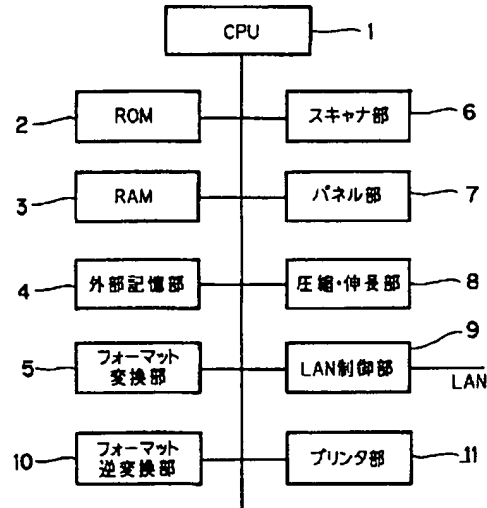 CPU
1
2
ROM
スキャナ部
6
3
RAM
パネル部
7
4
外部記憶部
圧縮・伸長部
8
5
フォーマット
変換部
LAN制御部
9
LAN
10
フォーマット
逆変換部
プリンタ部
11